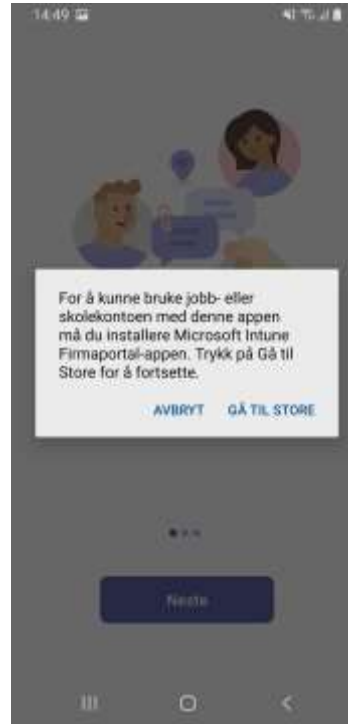 14:49
For å kunne bruke jobb- eller
skolekontoen med denne appen
må du installere Microsoft Intune
Firmaportal-appen. Trykk på Gå til
Store for å fortsette.
AVBRYT GÅ TIL STORE
Neste